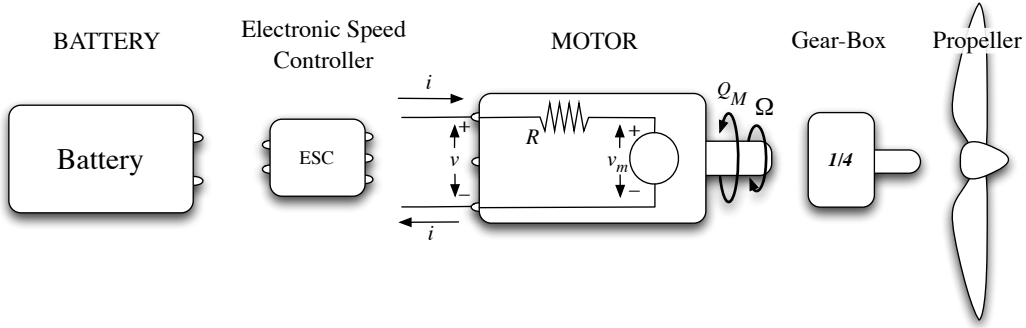 BATTERY
Electronic Speed
Controller
MOTOR
Gear-Box
Propeller
Battery
ESC
i
+
v
−
i
R
+
v_m
−
Q_M
Ω
1/4